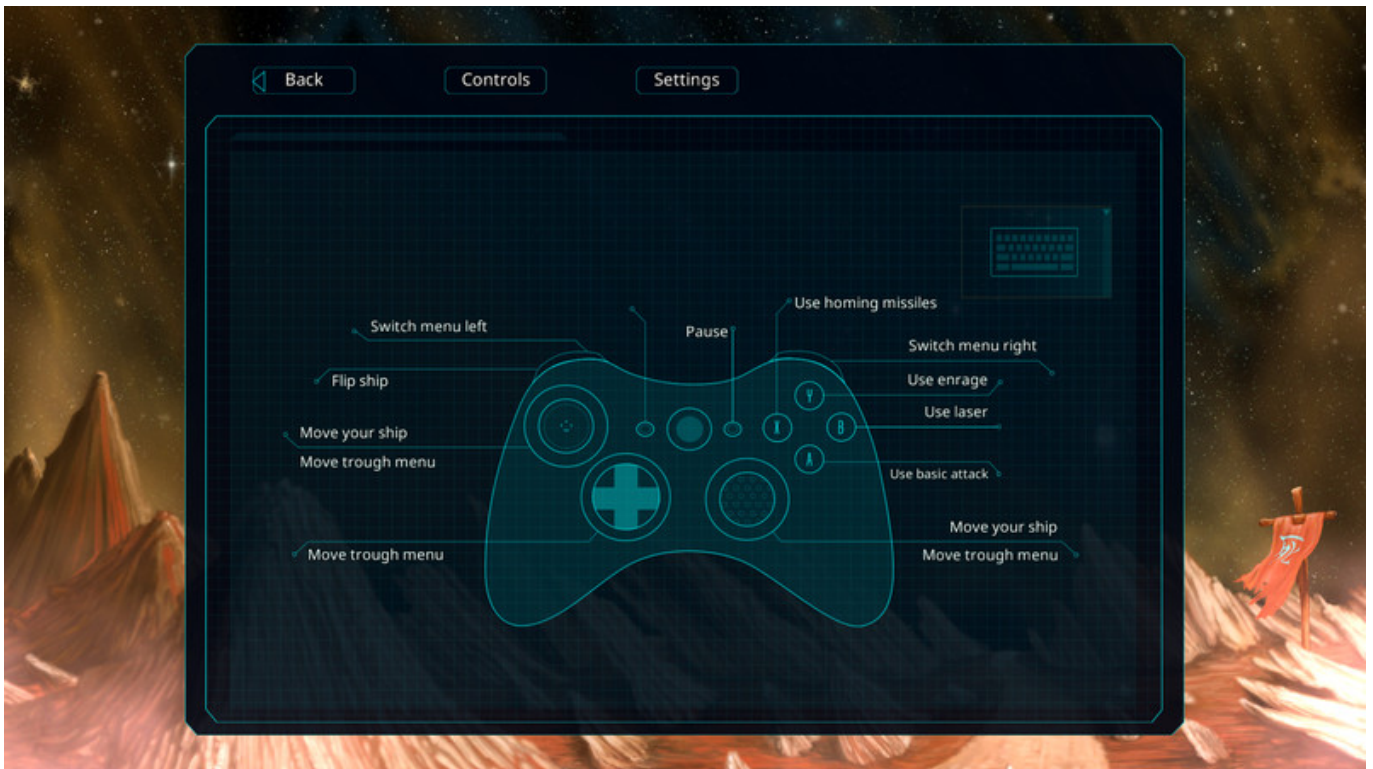 Back
Controls
Settings
Use homing missiles
Switch menu left
Pause
Switch menu right
Flip ship
Use enrage
Y
Use laser
X
B
Move your ship
Move trough menu
A
Use basic attack
Move your ship
Move trough menu
Move trough menu